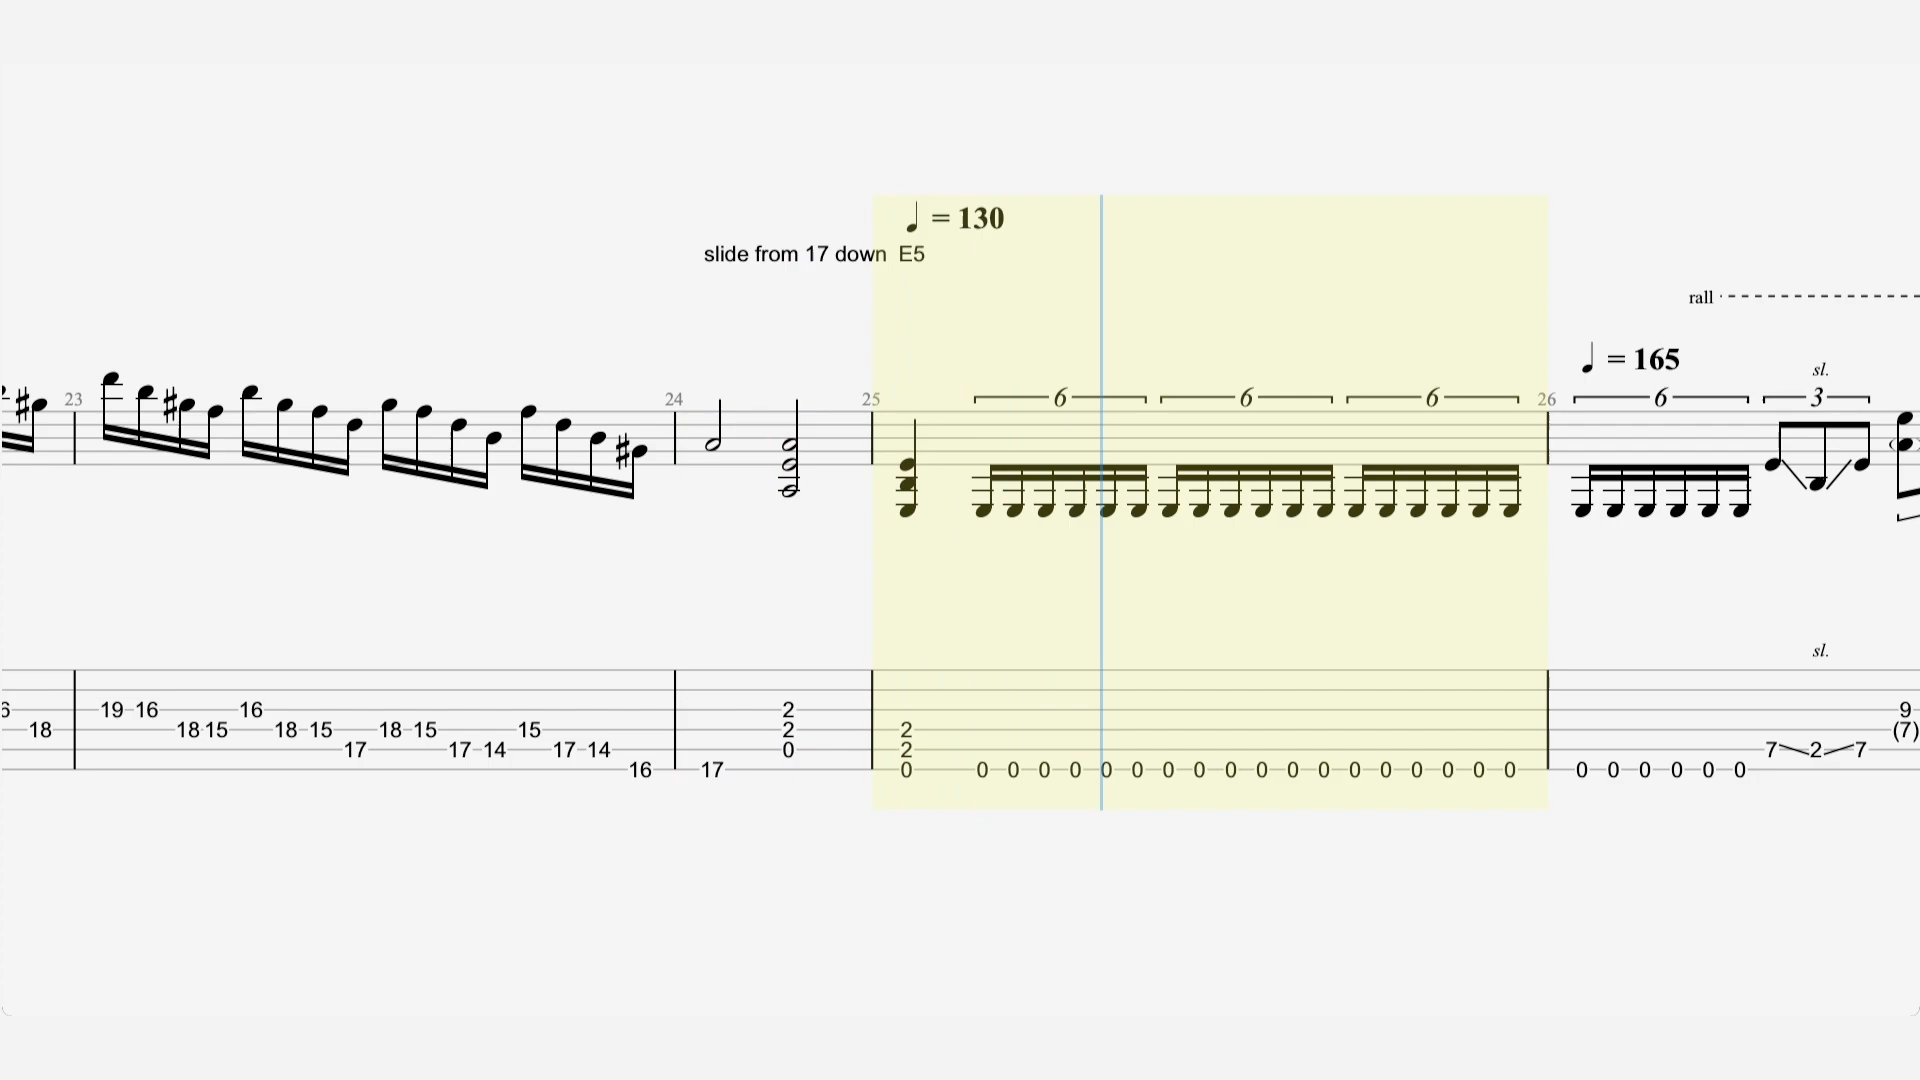 ♩ = 130
slide from 17 down E5
rall
♩ = 165
sl.
23 24 25 6 6 6 26 6 3
sl.
19 16 16 2 9
18 18 15 18 15 18 15 15 2 2 (7)
17 17 14 17 14 0 2 7 2 7
16 17 0 0 0 0 0 0 0 0 0 0 0 0 0 0 0 0 0 0 0 0 0 0 0 0 0